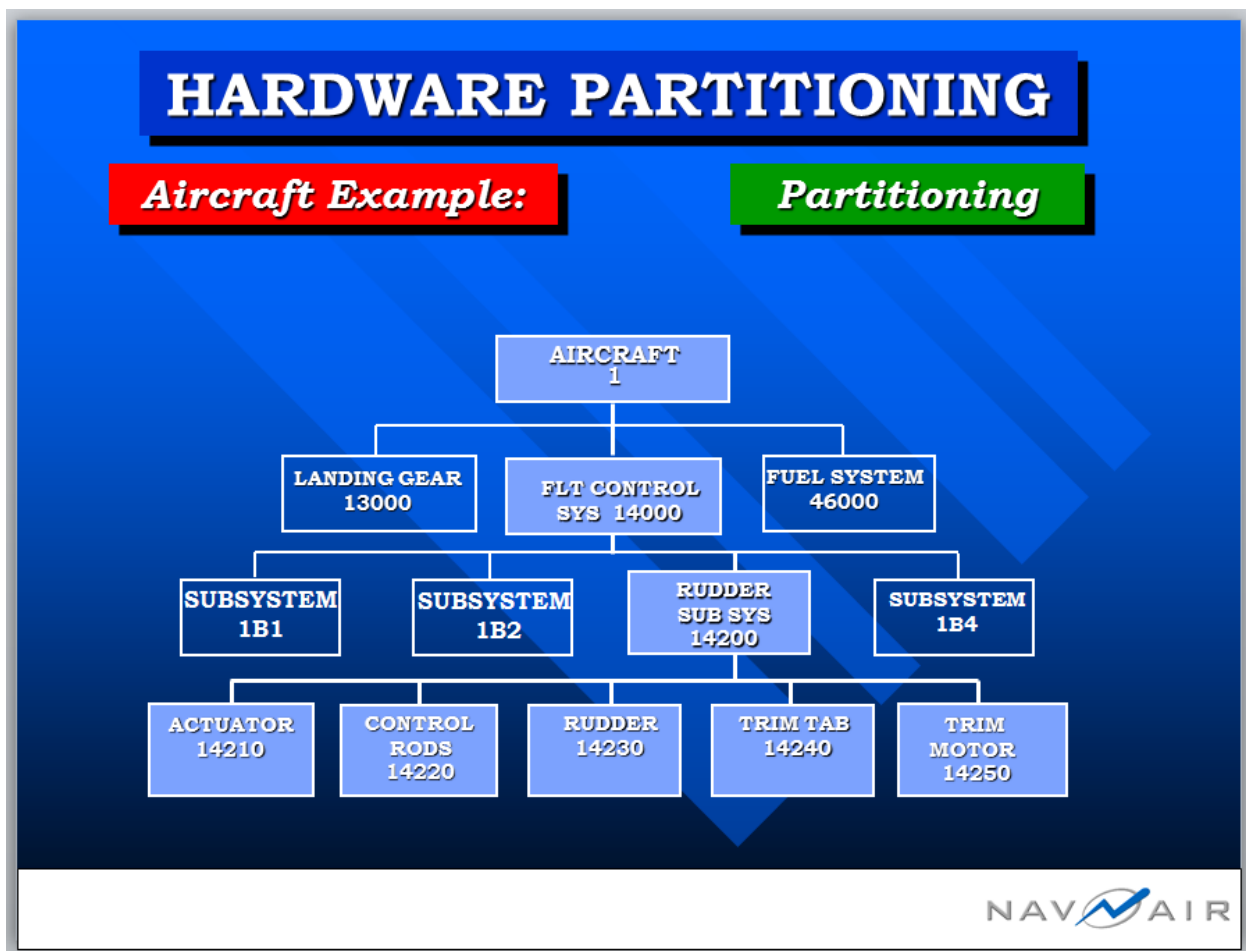 HARDWARE PARTITIONING
Aircraft Example:
Partitioning
AIRCRAFT
1
LANDING GEAR
13000
FLT CONTROL
SYS 14000
FUEL SYSTEM
46000
SUBSYSTEM
1B1
SUBSYSTEM
1B2
RUDDER
SUB SYS
14200
SUBSYSTEM
1B4
ACTUATOR
14210
CONTROL
RODS
14220
RUDDER
14230
TRIM TAB
14240
TRIM
MOTOR
14250
NAVAIR